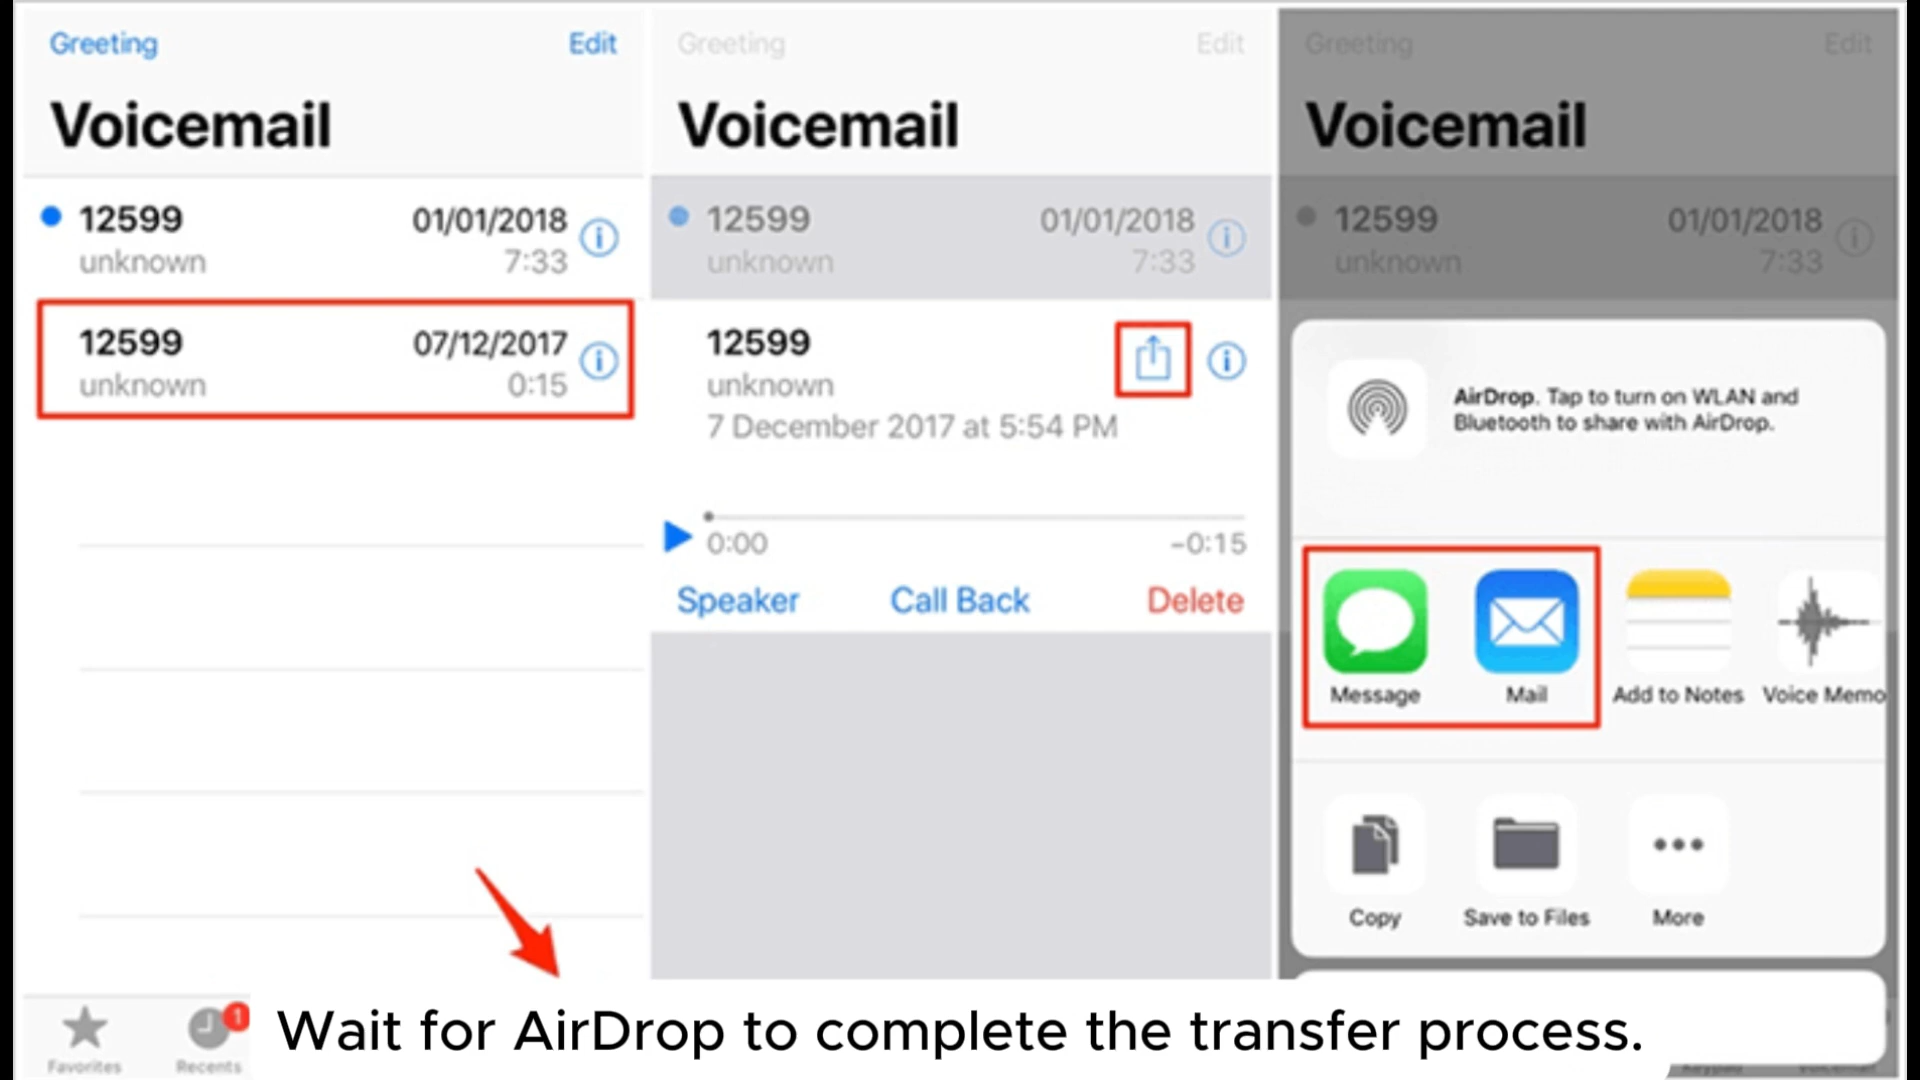 Greeting Edit
Voicemail
12599 01/01/2018
unknown 7:33
12599 07/12/2017
unknown 0:15
Favorites Recents 1
Greeting Edit
Voicemail
12599 01/01/2018
unknown 7:33
12599
unknown
7 December 2017 at 5:54 PM
0:00 -0:15
Speaker Call Back Delete
Greeting Edit
Voicemail
12599 01/01/2018
unknown 7:33
AirDrop. Tap to turn on WLAN and
Bluetooth to share with AirDrop.
Message Mail Add to Notes Voice Memo
Copy Save to Files More
Wait for AirDrop to complete the transfer process.